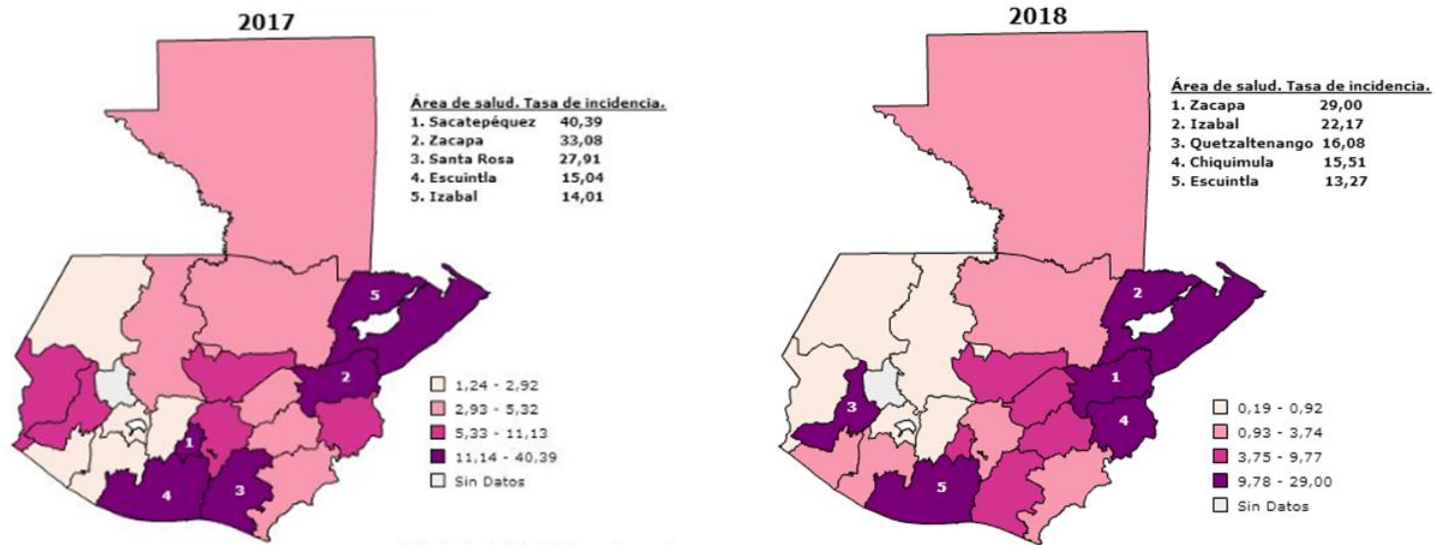 2017
Área de salud. Tasa de incidencia.
1. Sacatepéquez 40,39
2. Zacapa 33,08
3. Santa Rosa 27,91
4. Escuintla 15,04
5. Izabal 14,01
5
2
1
4
3
1,24 - 2,92
2,93 - 5,32
5,33 - 11,13
11,14 - 40,39
Sin Datos
2018
Área de salud. Tasa de incidencia.
1. Zacapa 29,00
2. Izabal 22,17
3. Quetzaltenango 16,08
4. Chiquimula 15,51
5. Escuintla 13,27
2
1
3
4
5
0,19 - 0,92
0,93 - 3,74
3,75 - 9,77
9,78 - 29,00
Sin Datos